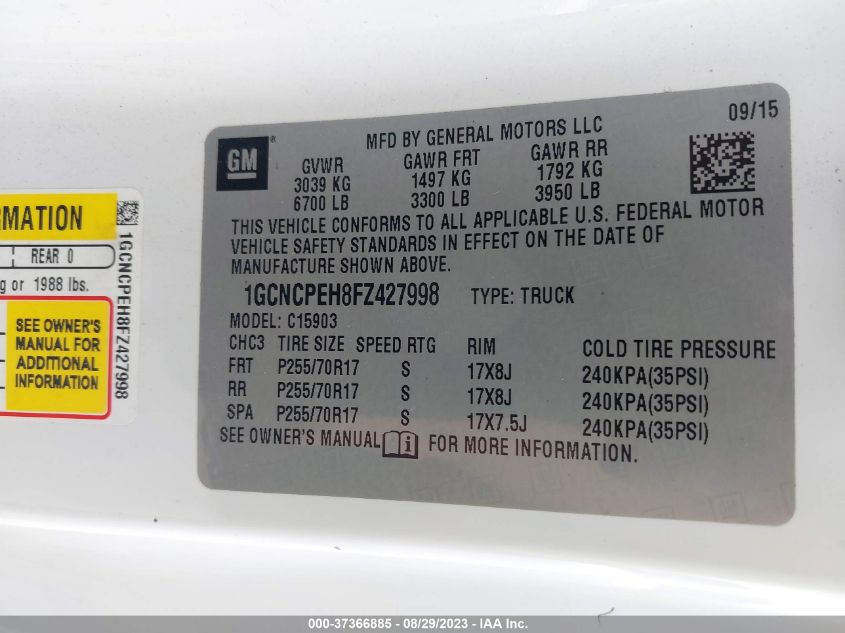 09/15
MFD BY GENERAL MOTORS LLC
GM®
GVWR GAWR FRT GAWR RR
3039 KG 1497 KG 1792 KG
6700 LB 3300 LB 3950 LB
THIS VEHICLE CONFORMS TO ALL APPLICABLE U.S. FEDERAL MOTOR
VEHICLE SAFETY STANDARDS IN EFFECT ON THE DATE OF
MANUFACTURE SHOWN ABOVE.
1GCNCPEH8FZ427998 TYPE: TRUCK
MODEL: C15903
CHC3 TIRE SIZE SPEED RTG RIM COLD TIRE PRESSURE
FRT P255/70R17 S 17X8J 240KPA(35PSI)
RR P255/70R17 S 17X8J 240KPA(35PSI)
SPA P255/70R17 S 17X7.5J 240KPA(35PSI)
SEE OWNER'S MANUAL i FOR MORE INFORMATION.
RMATION
REAR 0
g or 1988 lbs.
SEE OWNER'S
MANUAL FOR
ADDITIONAL
INFORMATION
1GCNCPEH8FZ427998
000-37366885 - 08/29/2023 - IAA Inc.